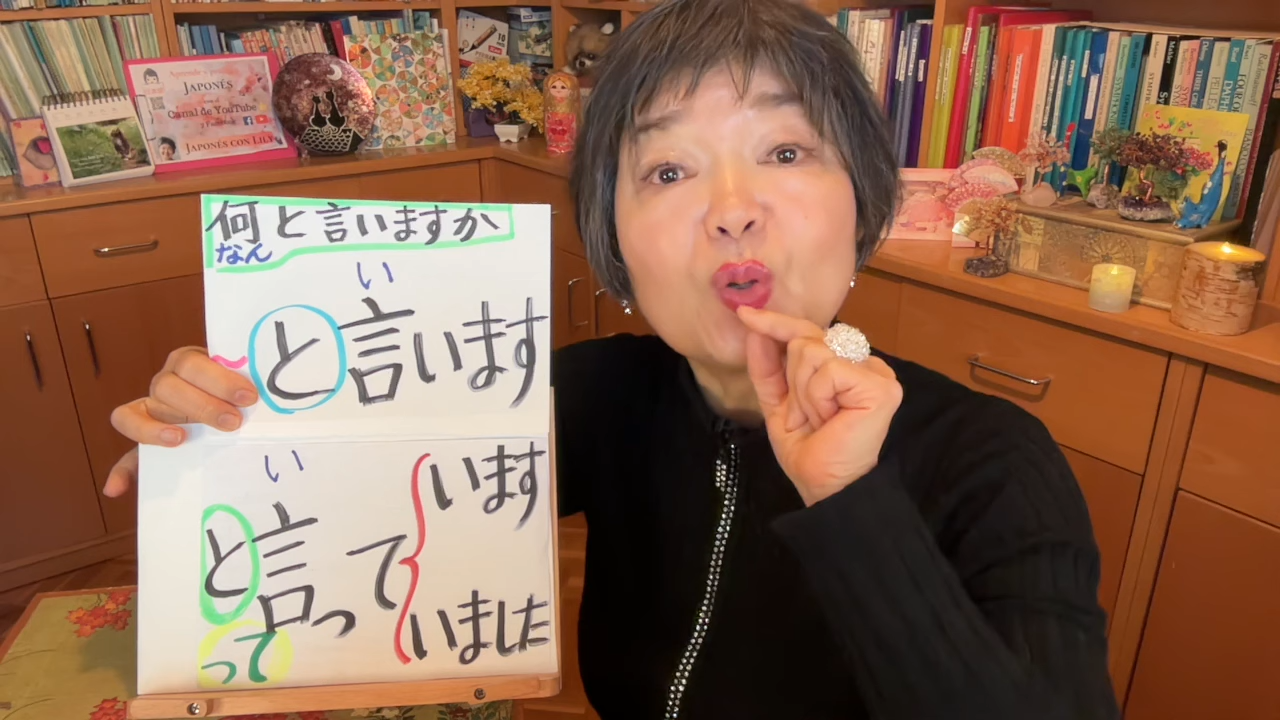 何と言いますか
なん
い
〜と言います
い
と言って
います
いました
って
JAPONÉS
Canal de YouTube
y Facebook
JAPONÉS CON LILY